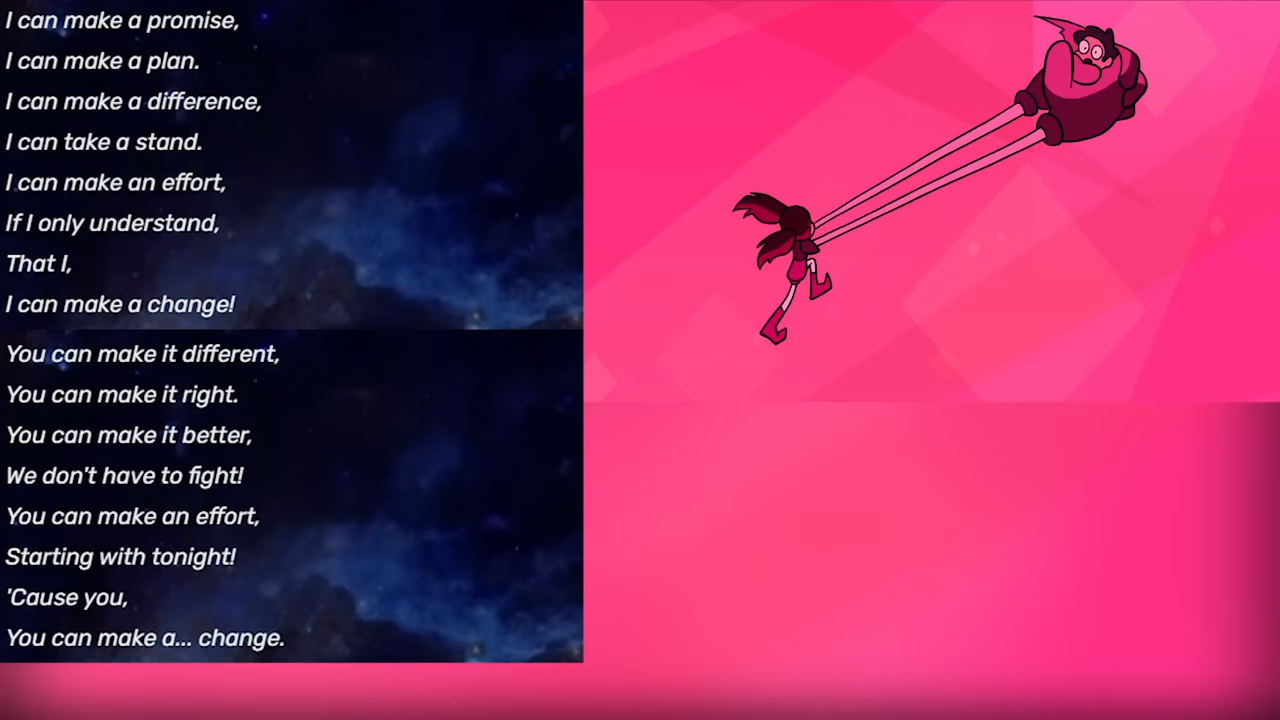 I can make a promise,
I can make a plan.
I can make a difference,
I can take a stand.
I can make an effort,
If I only understand,
That I,
I can make a change!
You can make it different,
You can make it right.
You can make it better,
We don't have to fight!
You can make an effort,
Starting with tonight!
'Cause you,
You can make a... change.